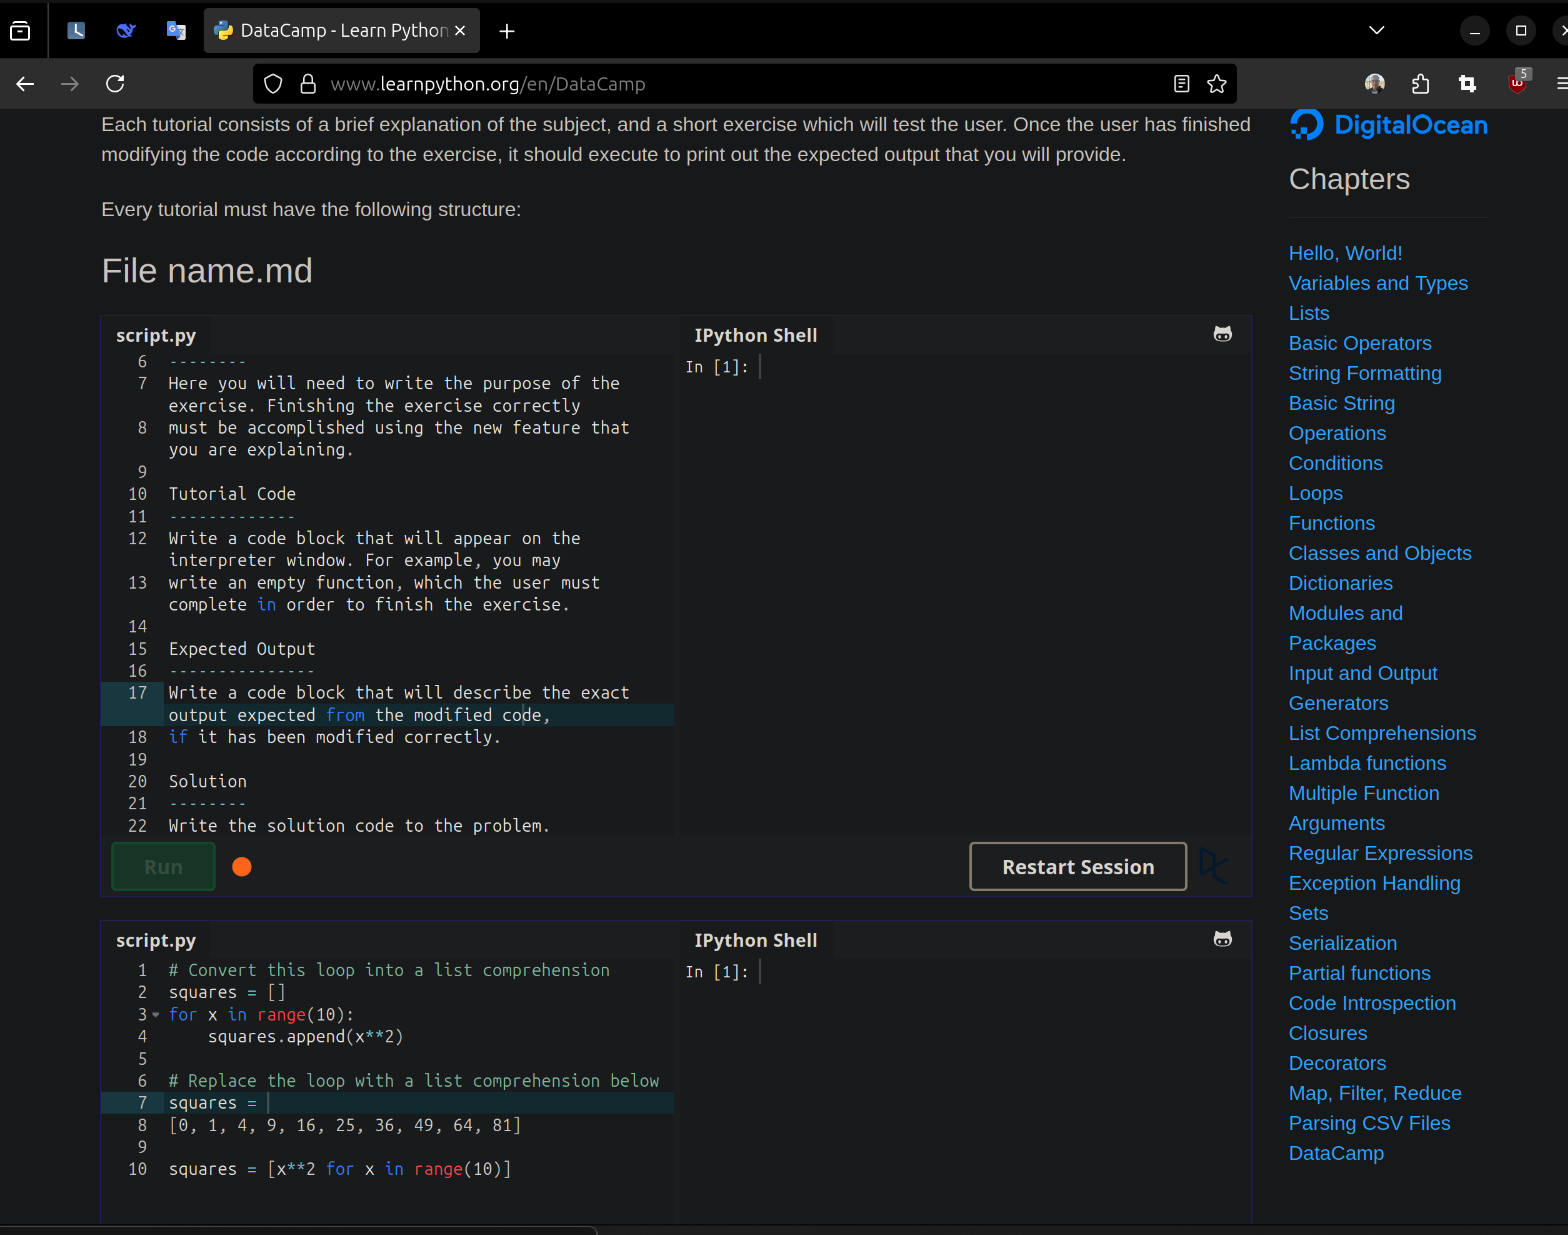 DataCamp - Learn Python
www.learnpython.org/en/DataCamp
5
Each tutorial consists of a brief explanation of the subject, and a short exercise which will test the user. Once the user has finished
modifying the code according to the exercise, it should execute to print out the expected output that you will provide.
Every tutorial must have the following structure:
File name.md
script.py
6 --------
7 Here you will need to write the purpose of the
exercise. Finishing the exercise correctly
8 must be accomplished using the new feature that
you are explaining.
9
10 Tutorial Code
11 -------------
12 Write a code block that will appear on the
interpreter window. For example, you may
13 write an empty function, which the user must
complete in order to finish the exercise.
14
15 Expected Output
16 ---------------
17 Write a code block that will describe the exact
output expected from the modified code,
18 if it has been modified correctly.
19
20 Solution
21 --------
22 Write the solution code to the problem.
IPython Shell
In [1]:
Run
Restart Session
script.py
1 # Convert this loop into a list comprehension
2 squares = []
3 for x in range(10):
4     squares.append(x**2)
5
6 # Replace the loop with a list comprehension below
7 squares =
8 [0, 1, 4, 9, 16, 25, 36, 49, 64, 81]
9
10 squares = [x**2 for x in range(10)]
IPython Shell
In [1]:
DigitalOcean
Chapters
Hello, World!
Variables and Types
Lists
Basic Operators
String Formatting
Basic String
Operations
Conditions
Loops
Functions
Classes and Objects
Dictionaries
Modules and
Packages
Input and Output
Generators
List Comprehensions
Lambda functions
Multiple Function
Arguments
Regular Expressions
Exception Handling
Sets
Serialization
Partial functions
Code Introspection
Closures
Decorators
Map, Filter, Reduce
Parsing CSV Files
DataCamp